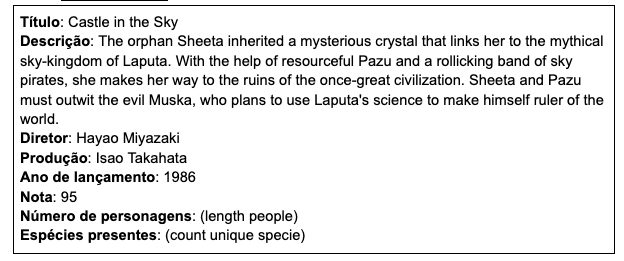 Título: Castle in the Sky
Descrição: The orphan Sheeta inherited a mysterious crystal that links her to the mythical
sky-kingdom of Laputa. With the help of resourceful Pazu and a rollicking band of sky
pirates, she makes her way to the ruins of the once-great civilization. Sheeta and Pazu
must outwit the evil Muska, who plans to use Laputa's science to make himself ruler of the
world.
Diretor: Hayao Miyazaki
Produção: Isao Takahata
Ano de lançamento: 1986
Nota: 95
Número de personagens: (length people)
Espécies presentes: (count unique specie)